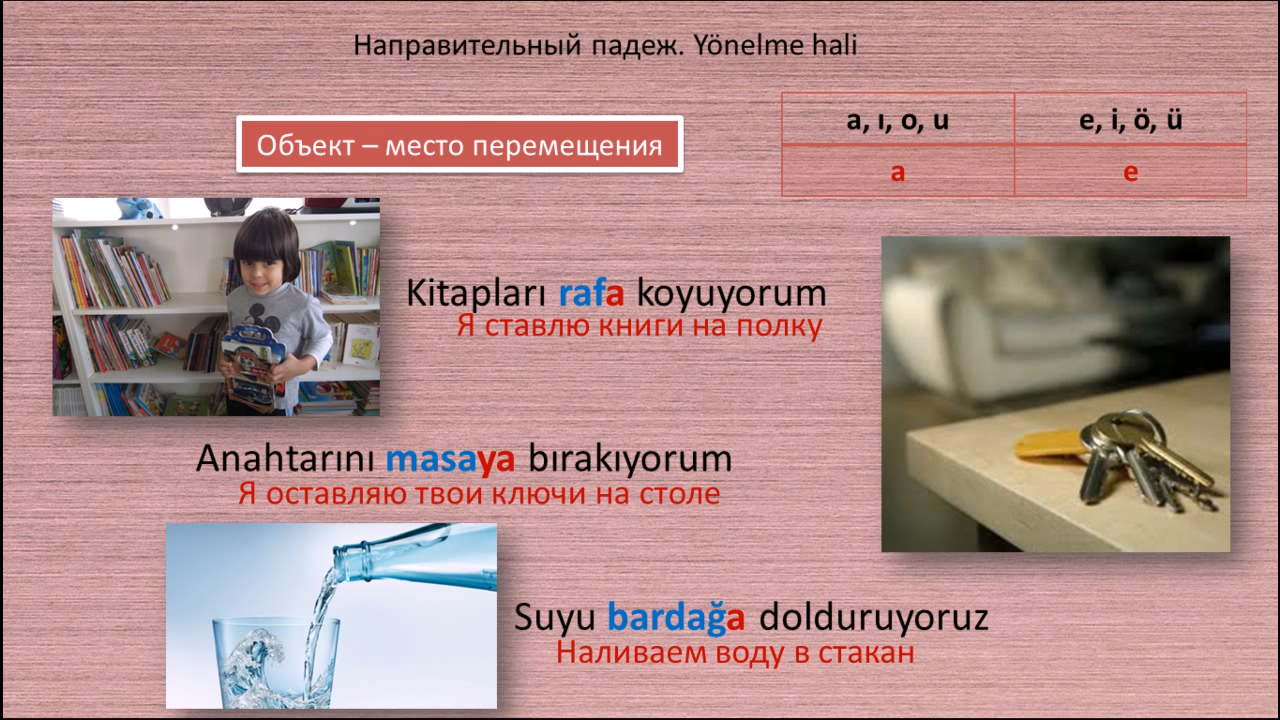 Направительный падеж. Yönelme hali
a, ı, o, u e, i, ö, ü
a e
Объект – место перемещения
Kitapları rafa koyuyorum
Я ставлю книги на полку
Anahtarını masaya bırakıyorum
Я оставляю твои ключи на столе
Suyu bardağa dolduruyoruz
Наливаем воду в стакан